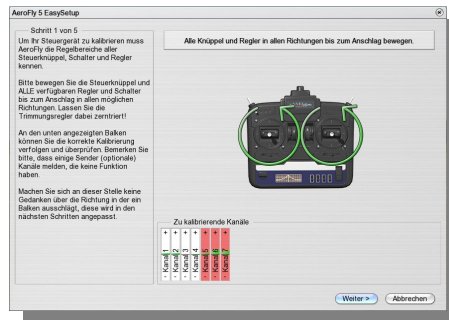 AeroFly 5 EasySetup
Schritt 1 von 5
Um Ihr Steuergerät zu kalibrieren muss
AeroFly die Regelbereiche aller
Steuerknüppel, Schalter und Regler
kennen.
Bitte bewegen Sie die Steuerknüppel und
ALLE verfügbaren Regler und Schalter
bis zum Anschlag in allen möglichen
Richtungen. Lassen Sie die
Trimmungsregler dabei zerntriert!
An den unten angezeigten Balken
können Sie die korrekte Kalibrierung
verfolgen und überprüfen. Bemerken Sie
bitte, dass einige Sender (optionale)
Kanäle melden, die keine Funktion
haben.
Machen Sie sich an dieser Stelle keine
Gedanken über die Richtung in der ein
Balken ausschlägt, diese wird in den
nächsten Schritten angepasst.
Alle Knüppel und Regler in allen Richtungen bis zum Anschlag bewegen.
Zu kalibrierende Kanäle
- Kanal 1 +
- Kanal 2 +
- Kanal 3 +
- Kanal 4 +
- Kanal 5 +
- Kanal 6 +
- Kanal 7 +
Weiter >
Abbrechen